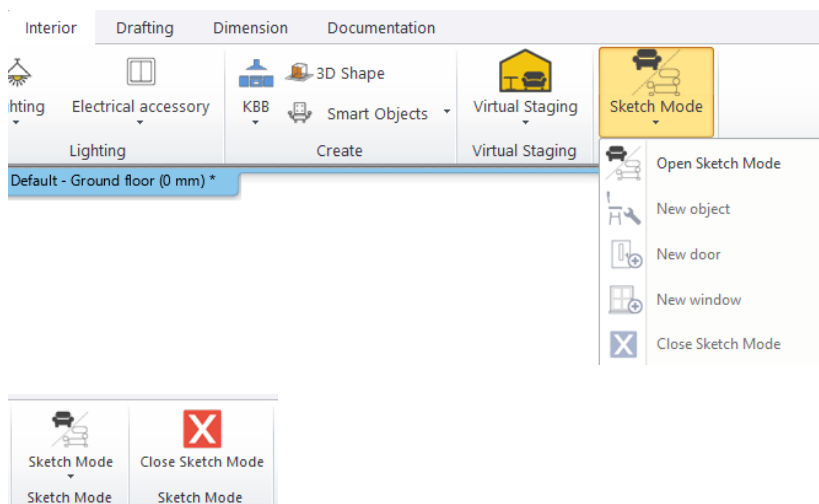 Interior Drafting Dimension Documentation
3D Shape
hting Electrical accessory KBB Smart Objects Virtual Staging Sketch Mode
Lighting Create Virtual Staging
Open Sketch Mode
Default - Ground floor (0 mm) *
New object
New door
New window
Close Sketch Mode
Sketch Mode Close Sketch Mode
Sketch Mode Sketch Mode